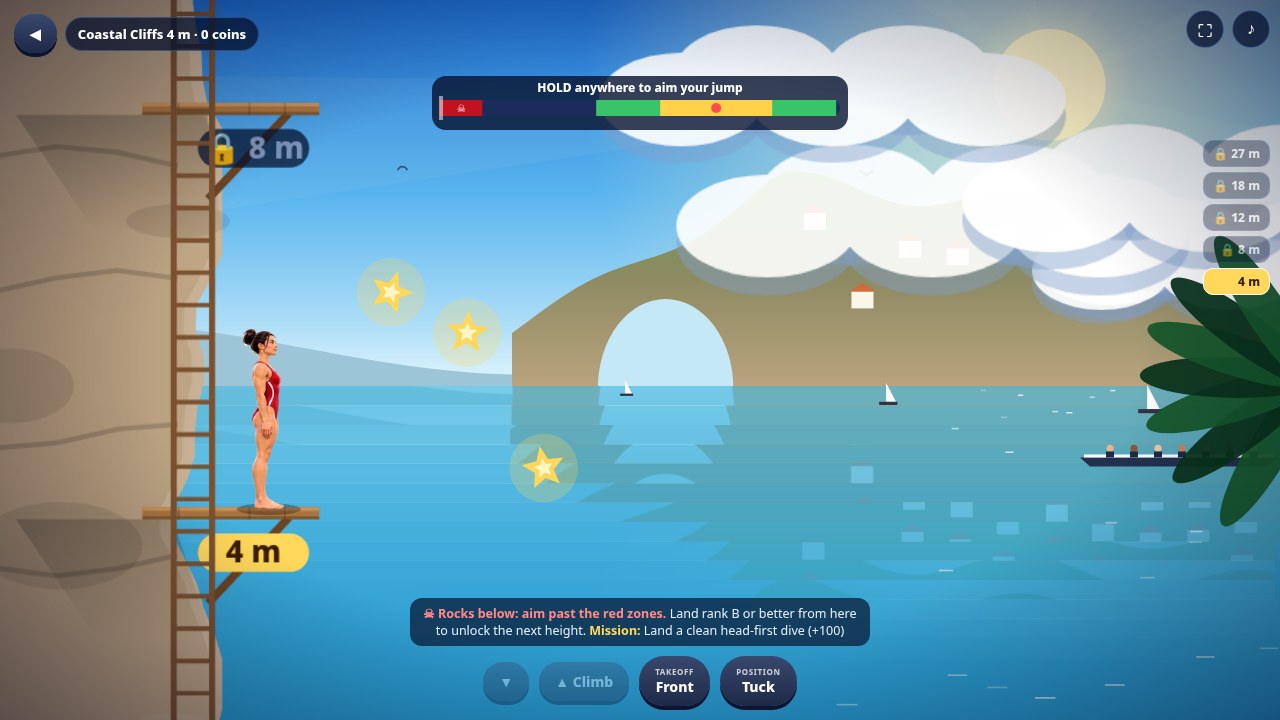 Coastal Cliffs 4 m · 0 coins
HOLD anywhere to aim your jump
8 m
27 m
18 m
12 m
8 m
4 m
4 m
☠ Rocks below: aim past the red zones. Land rank B or better from here
to unlock the next height. Mission: Land a clean head-first dive (+100)
▼
▲ Climb
TAKEOFF
Front
POSITION
Tuck